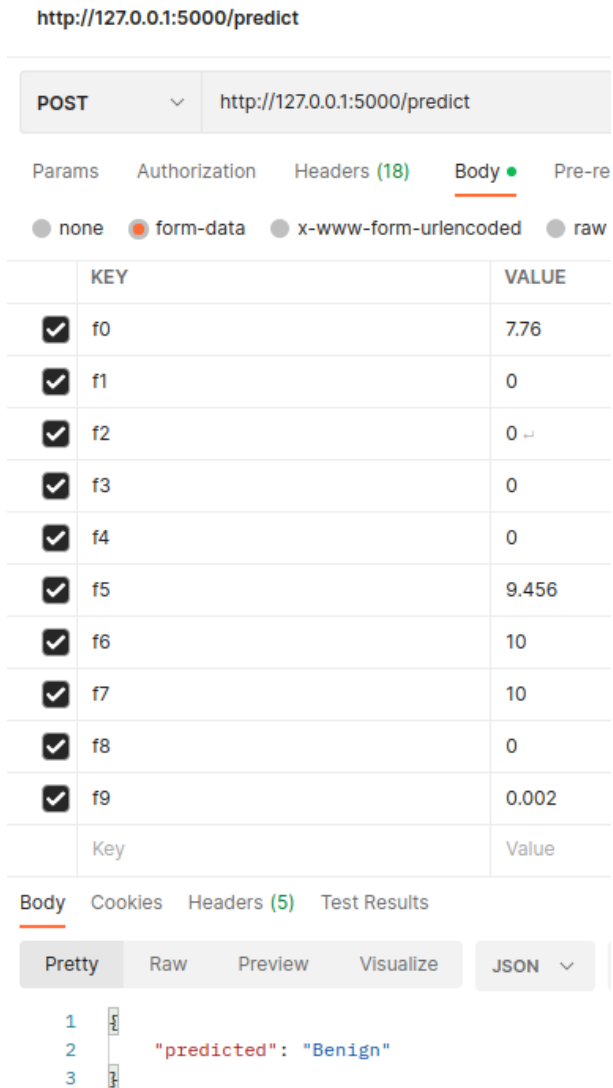 http://127.0.0.1:5000/predict
POST http://127.0.0.1:5000/predict
Params Authorization Headers (18) Body Pre-re
none form-data x-www-form-urlencoded raw
KEY VALUE
f0 7.76
f1 0
f2 0 ↵
f3 0
f4 0
f5 9.456
f6 10
f7 10
f8 0
f9 0.002
Key Value
Body Cookies Headers (5) Test Results
Pretty Raw Preview Visualize JSON
1 {
2 "predicted": "Benign"
3 }